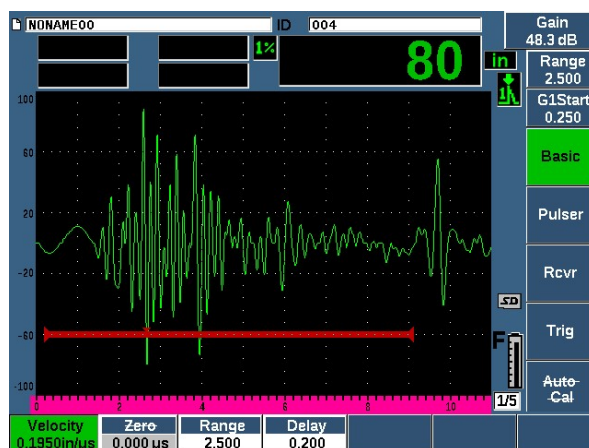 NONAME00 ID 004
Gain
48.3 dB
1% 80 in
Range
2.500
1
G1Start
0.250
100
60
20
-20
-60
-100
Basic
Pulser
Rcvr
SD
Trig
F
Auto
Cal
1/5
0 2 4 6 8 10
Velocity Zero Range Delay
0.1950in/us 0.000 us 2.500 0.200